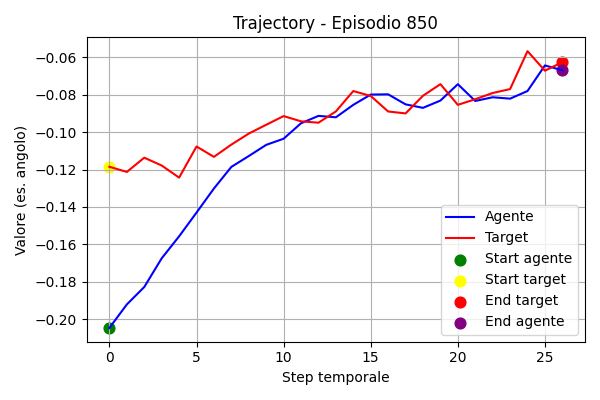 Trajectory - Episodio 850
Valore (es. angolo)
−0.06
−0.08
−0.10
−0.12
−0.14
−0.16
−0.18
−0.20
Agente
Target
Start agente
Start target
End target
End agente
0 5 10 15 20 25
Step temporale